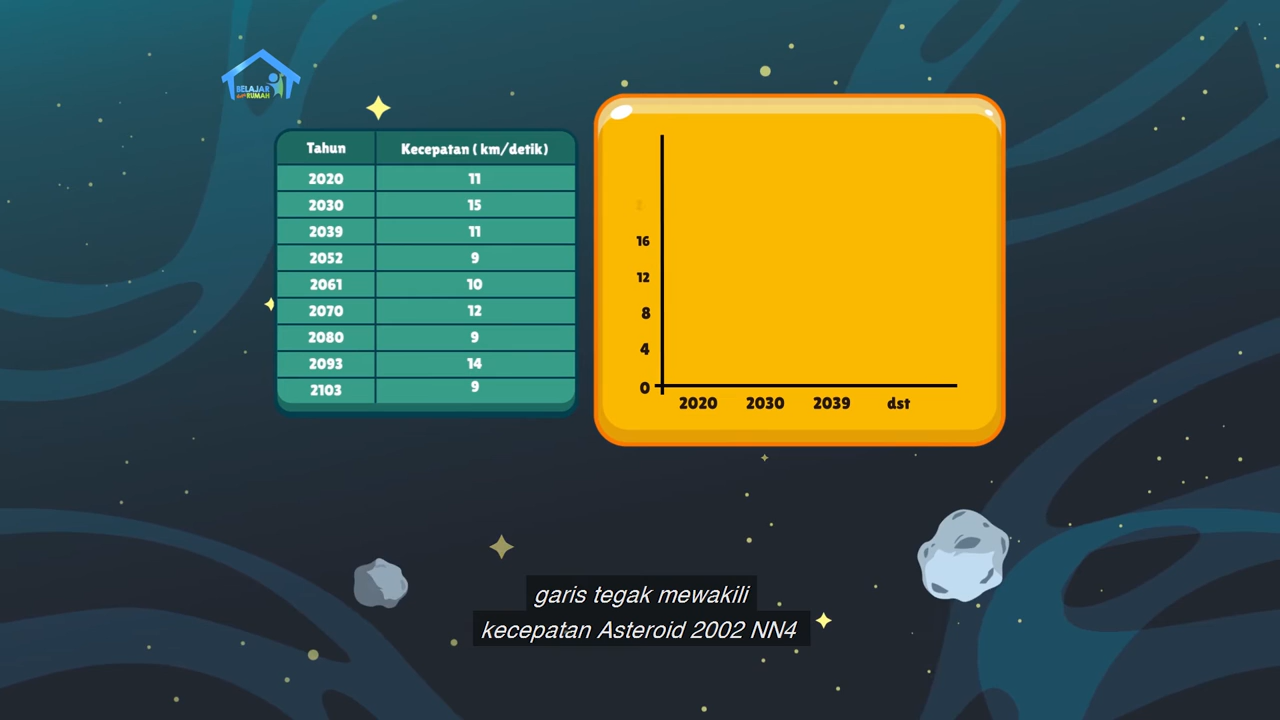 BELAJAR
dari RUMAH
Tahun Kecepatan ( km/detik)
2020 11
2030 15
2039 11
2052 9
2061 10
2070 12
2080 9
2093 14
2103 9
16
12
8
4
0
2020 2030 2039 dst
garis tegak mewakili
kecepatan Asteroid 2002 NN4